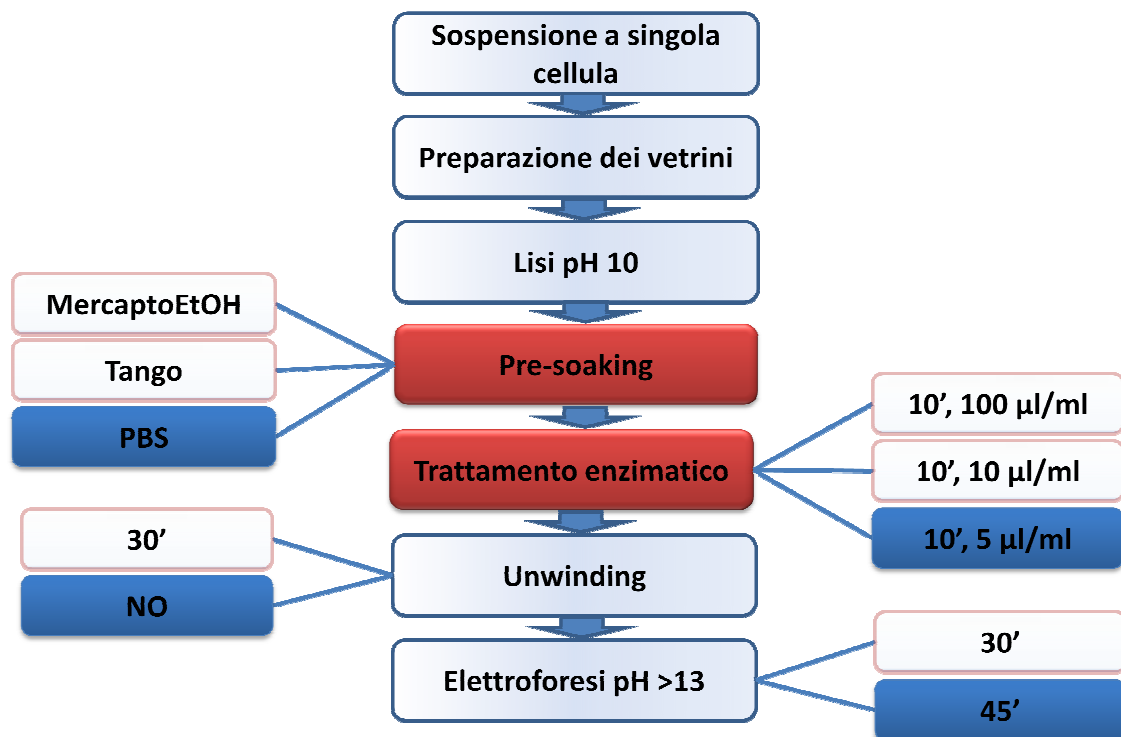 Sospensione a singola
cellula
Preparazione dei vetrini
Lisi pH 10
MercaptoEtOH
Tango
PBS
Pre-soaking
Trattamento enzimatico
10’, 100 µl/ml
10’, 10 µl/ml
10’, 5 µl/ml
30’
NO
Unwinding
Elettroforesi pH >13
30’
45’